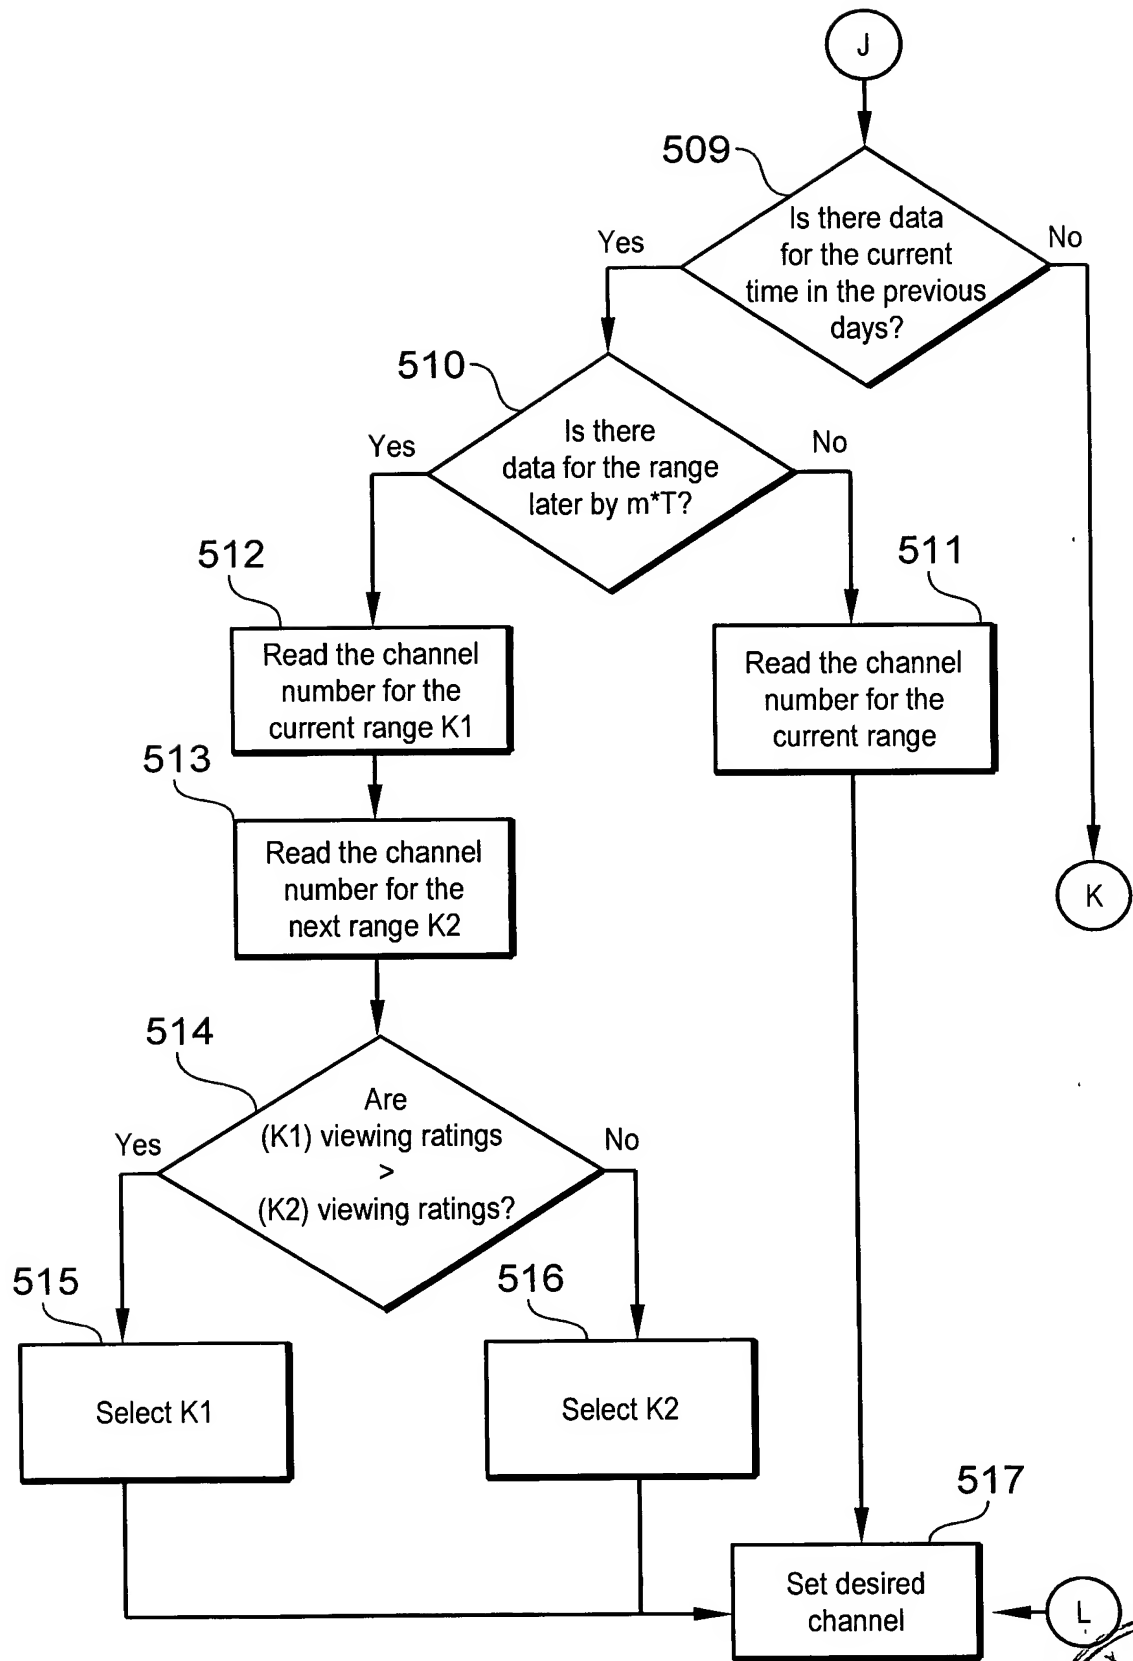 J
509
Is there data
for the current
time in the previous
days?
Yes
No
510
Is there
data for the range
later by m*T?
Yes
No
512
Read the channel
number for the
current range K1
511
Read the channel
number for the
current range
513
Read the channel
number for the
next range K2
K
514
Are
(K1) viewing ratings
>
(K2) viewing ratings?
Yes
No
515
Select K1
516
Select K2
517
Set desired
channel
L